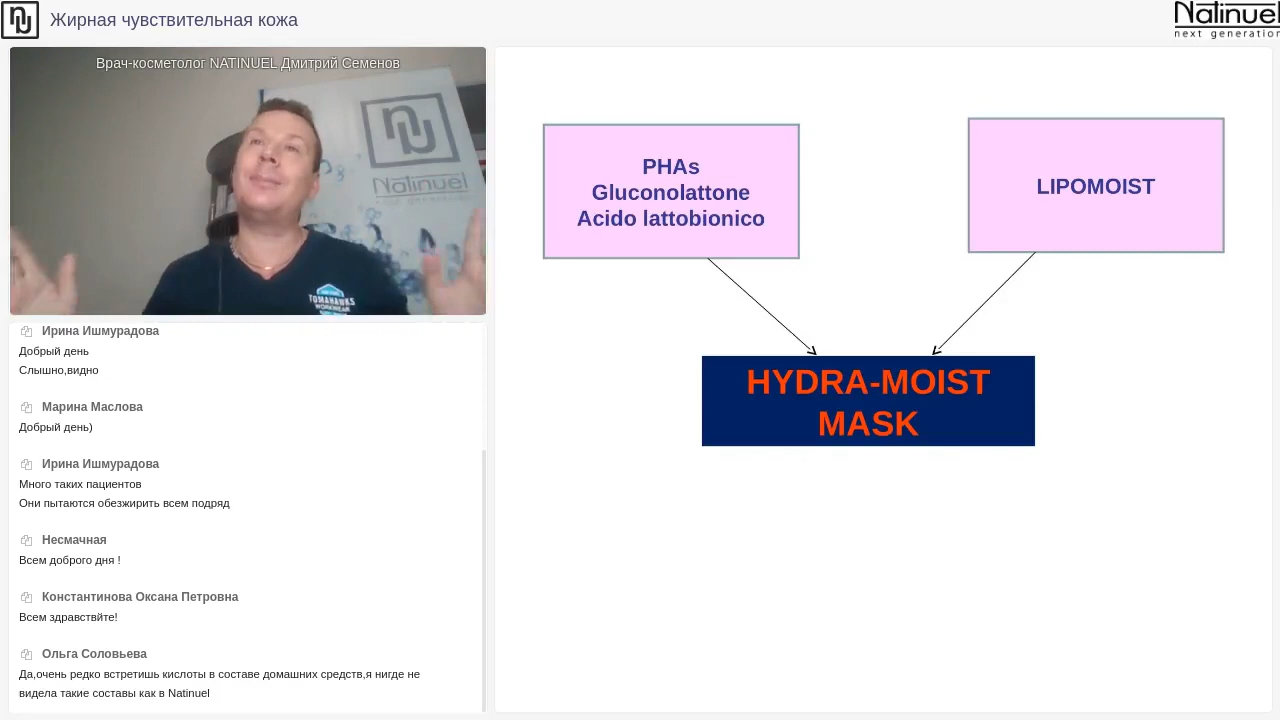 Жирная чувствительная кожа
Natinuel
next generation
Врач-косметолог NATINUEL Дмитрий Семенов
Natinuel
TOMAHAWKS
WORKWEAR
PHAs
Gluconolattone
Acido lattobionico
LIPOMOIST
HYDRA-MOIST
MASK
Ирина Ишмурадова
Добрый день
Слышно,видно
Марина Маслова
Добрый день)
Ирина Ишмурадова
Много таких пациентов
Они пытаются обезжирить всем подряд
Несмачная
Всем доброго дня !
Константинова Оксана Петровна
Всем здравствйте!
Ольга Соловьева
Да,очень редко встретишь кислоты в составе домашних средств,я нигде не
видела такие составы как в Natinuel